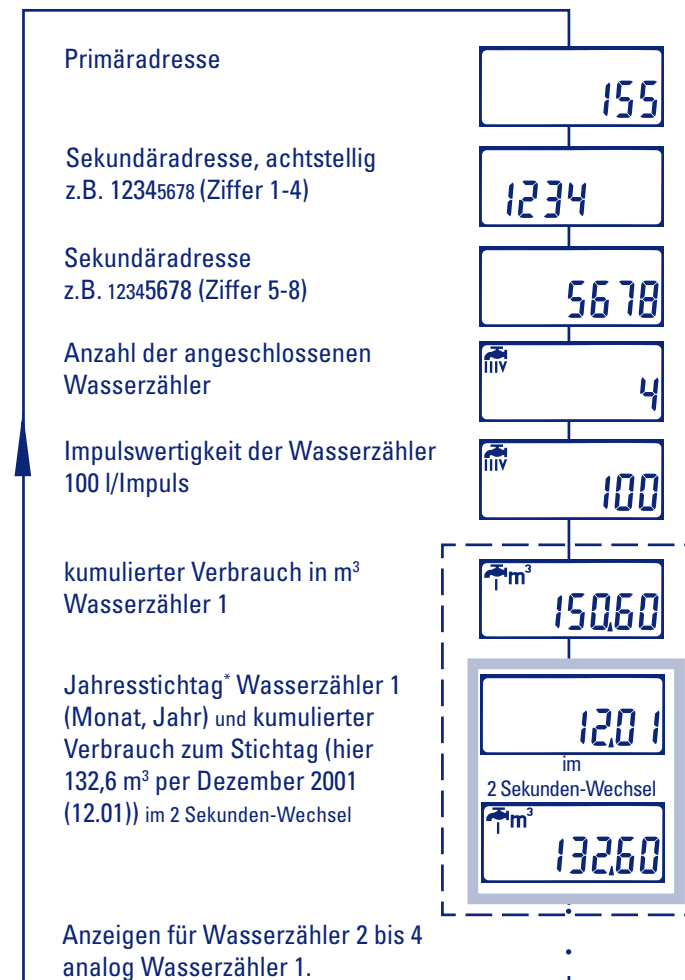 Primäradresse
155
Sekundäradresse, achtstellig
z.B. 12345678 (Ziffer 1-4)
1234
Sekundäradresse
z.B. 12345678 (Ziffer 5-8)
5678
Anzahl der angeschlossenen
Wasserzähler
IIIV
4
Impulswertigkeit der Wasserzähler
100 l/Impuls
IIIV
100
kumulierter Verbrauch in m³
Wasserzähler 1
I m³
150,60
Jahresstichtag* Wasserzähler 1
(Monat, Jahr) und kumulierter
Verbrauch zum Stichtag (hier
132,6 m³ per Dezember 2001
(12.01)) im 2 Sekunden-Wechsel
12,01
im
2 Sekunden-Wechsel
I m³
132,60
Anzeigen für Wasserzähler 2 bis 4
analog Wasserzähler 1.